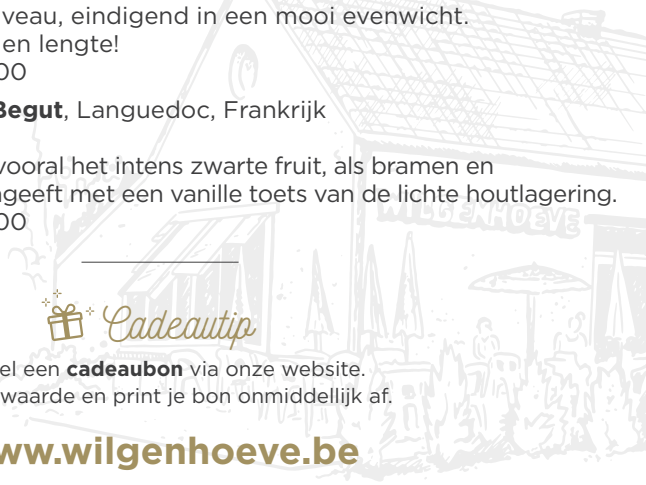 veau, eindigend in een mooi evenwicht.
en lengte!
00
Begut, Languedoc, Frankrijk
vooral het intens zwarte fruit, als bramen en
ngeeft met een vanille toets van de lichte houtlagering.
00
WILGENHOEVE
Cadeautip
el een cadeaubon via onze website.
waarde en print je bon onmiddellijk af.
ww.wilgenhoeve.be